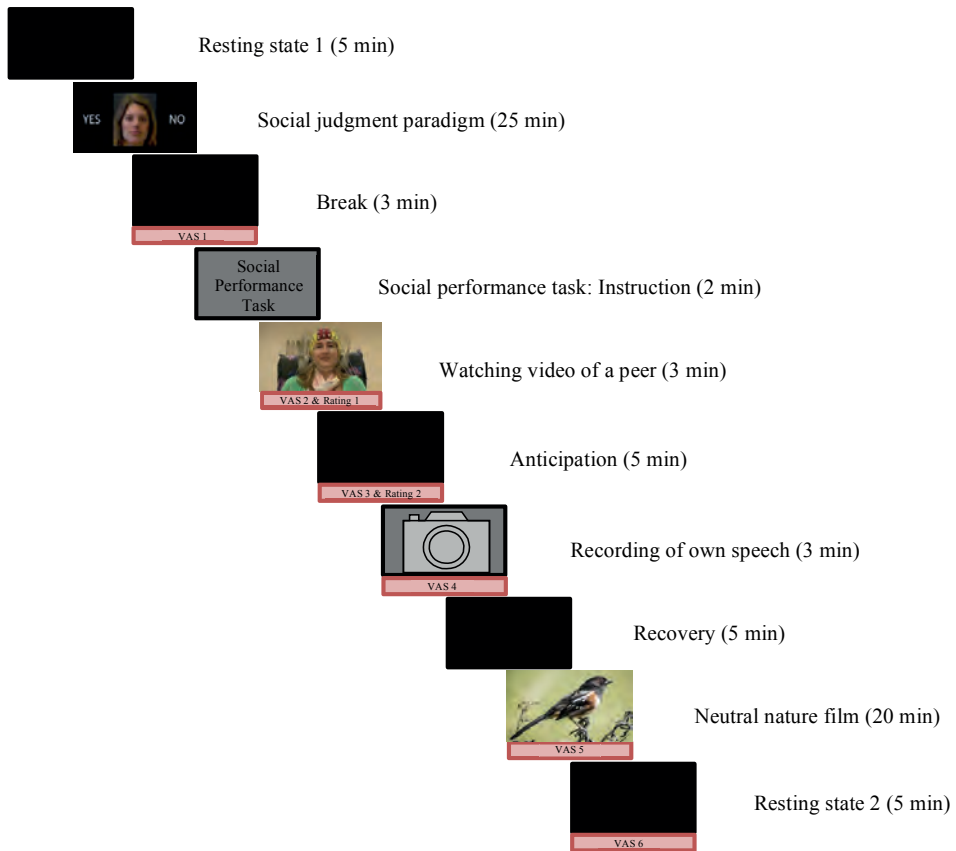 Resting state 1 (5 min)
YES NO
Social judgment paradigm (25 min)
Break (3 min)
VAS 1
Social
Performance
Task
Social performance task: Instruction (2 min)
Watching video of a peer (3 min)
VAS 2 & Rating 1
Anticipation (5 min)
VAS 3 & Rating 2
Recording of own speech (3 min)
VAS 4
Recovery (5 min)
Neutral nature film (20 min)
VAS 5
Resting state 2 (5 min)
VAS 6